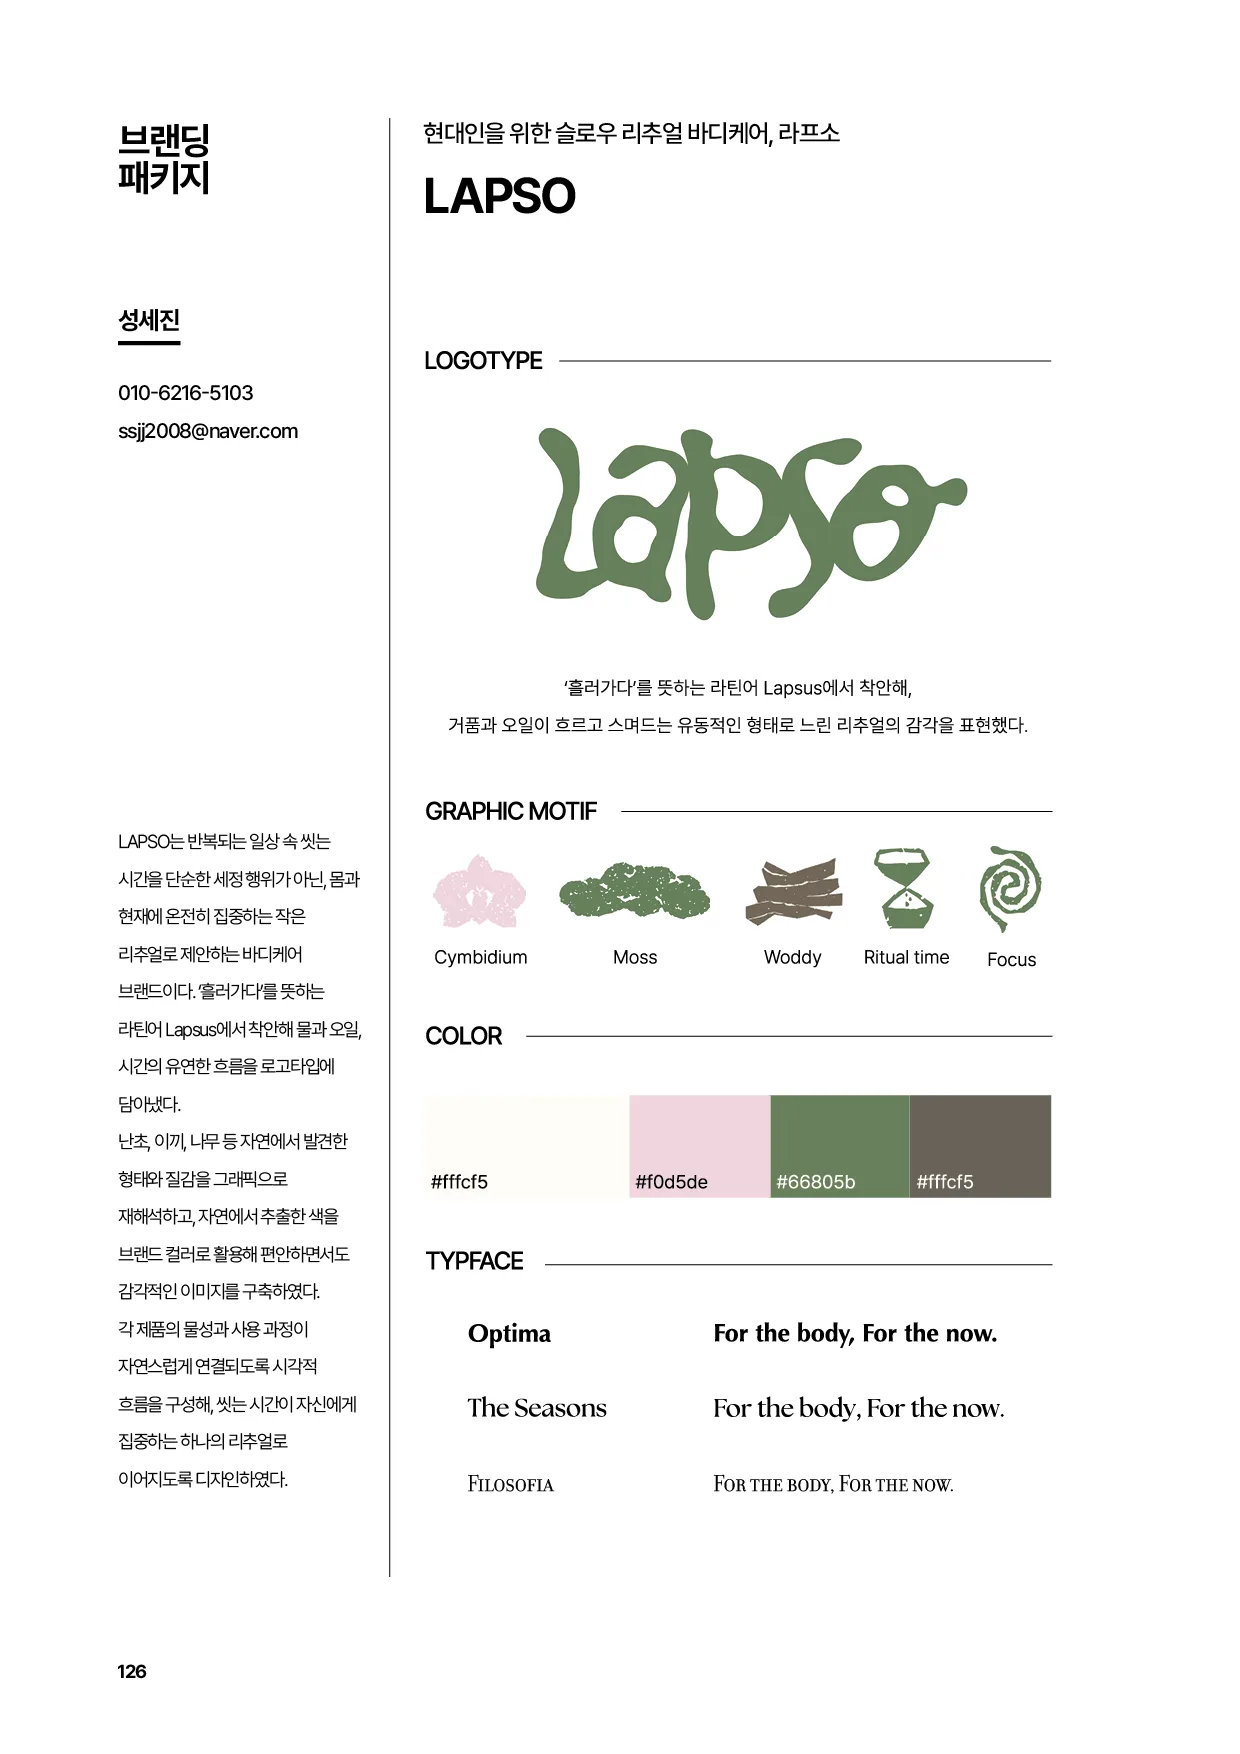 브랜딩
패키지
성세진
010-6216-5103
ssjj2008@naver.com
LAPSO는 반복되는 일상 속 씻는
시간을 단순한 세정 행위가 아닌, 몸과
현재에 온전히 집중하는 작은
리추얼로 제안하는 바디케어
브랜드이다. ‘흘러가다’를 뜻하는
라틴어 Lapsus에서 착안해 물과 오일,
시간의 유연한 흐름을 로고타입에
담아냈다.
난초, 이끼, 나무 등 자연에서 발견한
형태와 질감을 그래픽으로
재해석하고, 자연에서 추출한 색을
브랜드 컬러로 활용해 편안하면서도
감각적인 이미지를 구축하였다.
각 제품의 물성과 사용 과정이
자연스럽게 연결되도록 시각적
흐름을 구성해, 씻는 시간이 자신에게
집중하는 하나의 리추얼로
이어지도록 디자인하였다.
126
현대인을 위한 슬로우 리추얼 바디케어, 라프소
LAPSO
LOGOTYPE
Lapso
‘흘러가다’를 뜻하는 라틴어 Lapsus에서 착안해,
거품과 오일이 흐르고 스며드는 유동적인 형태로 느린 리추얼의 감각을 표현했다.
GRAPHIC MOTIF
Cymbidium Moss Woddy Ritual time Focus
COLOR
#fffcf5 #f0d5de #66805b #fffcf5
TYPFACE
Optima For the body, For the now.
The Seasons For the body, For the now.
Filosofia For the body, For the now.